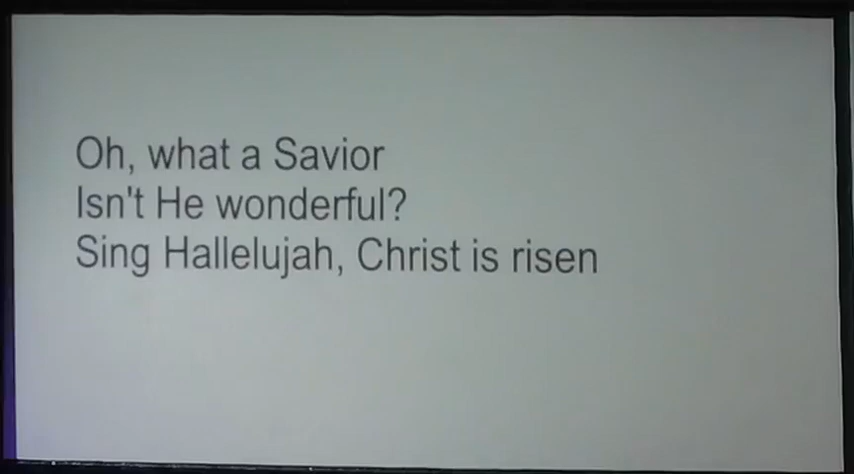 Oh, what a Savior
Isn't He wonderful?
Sing Hallelujah, Christ is risen